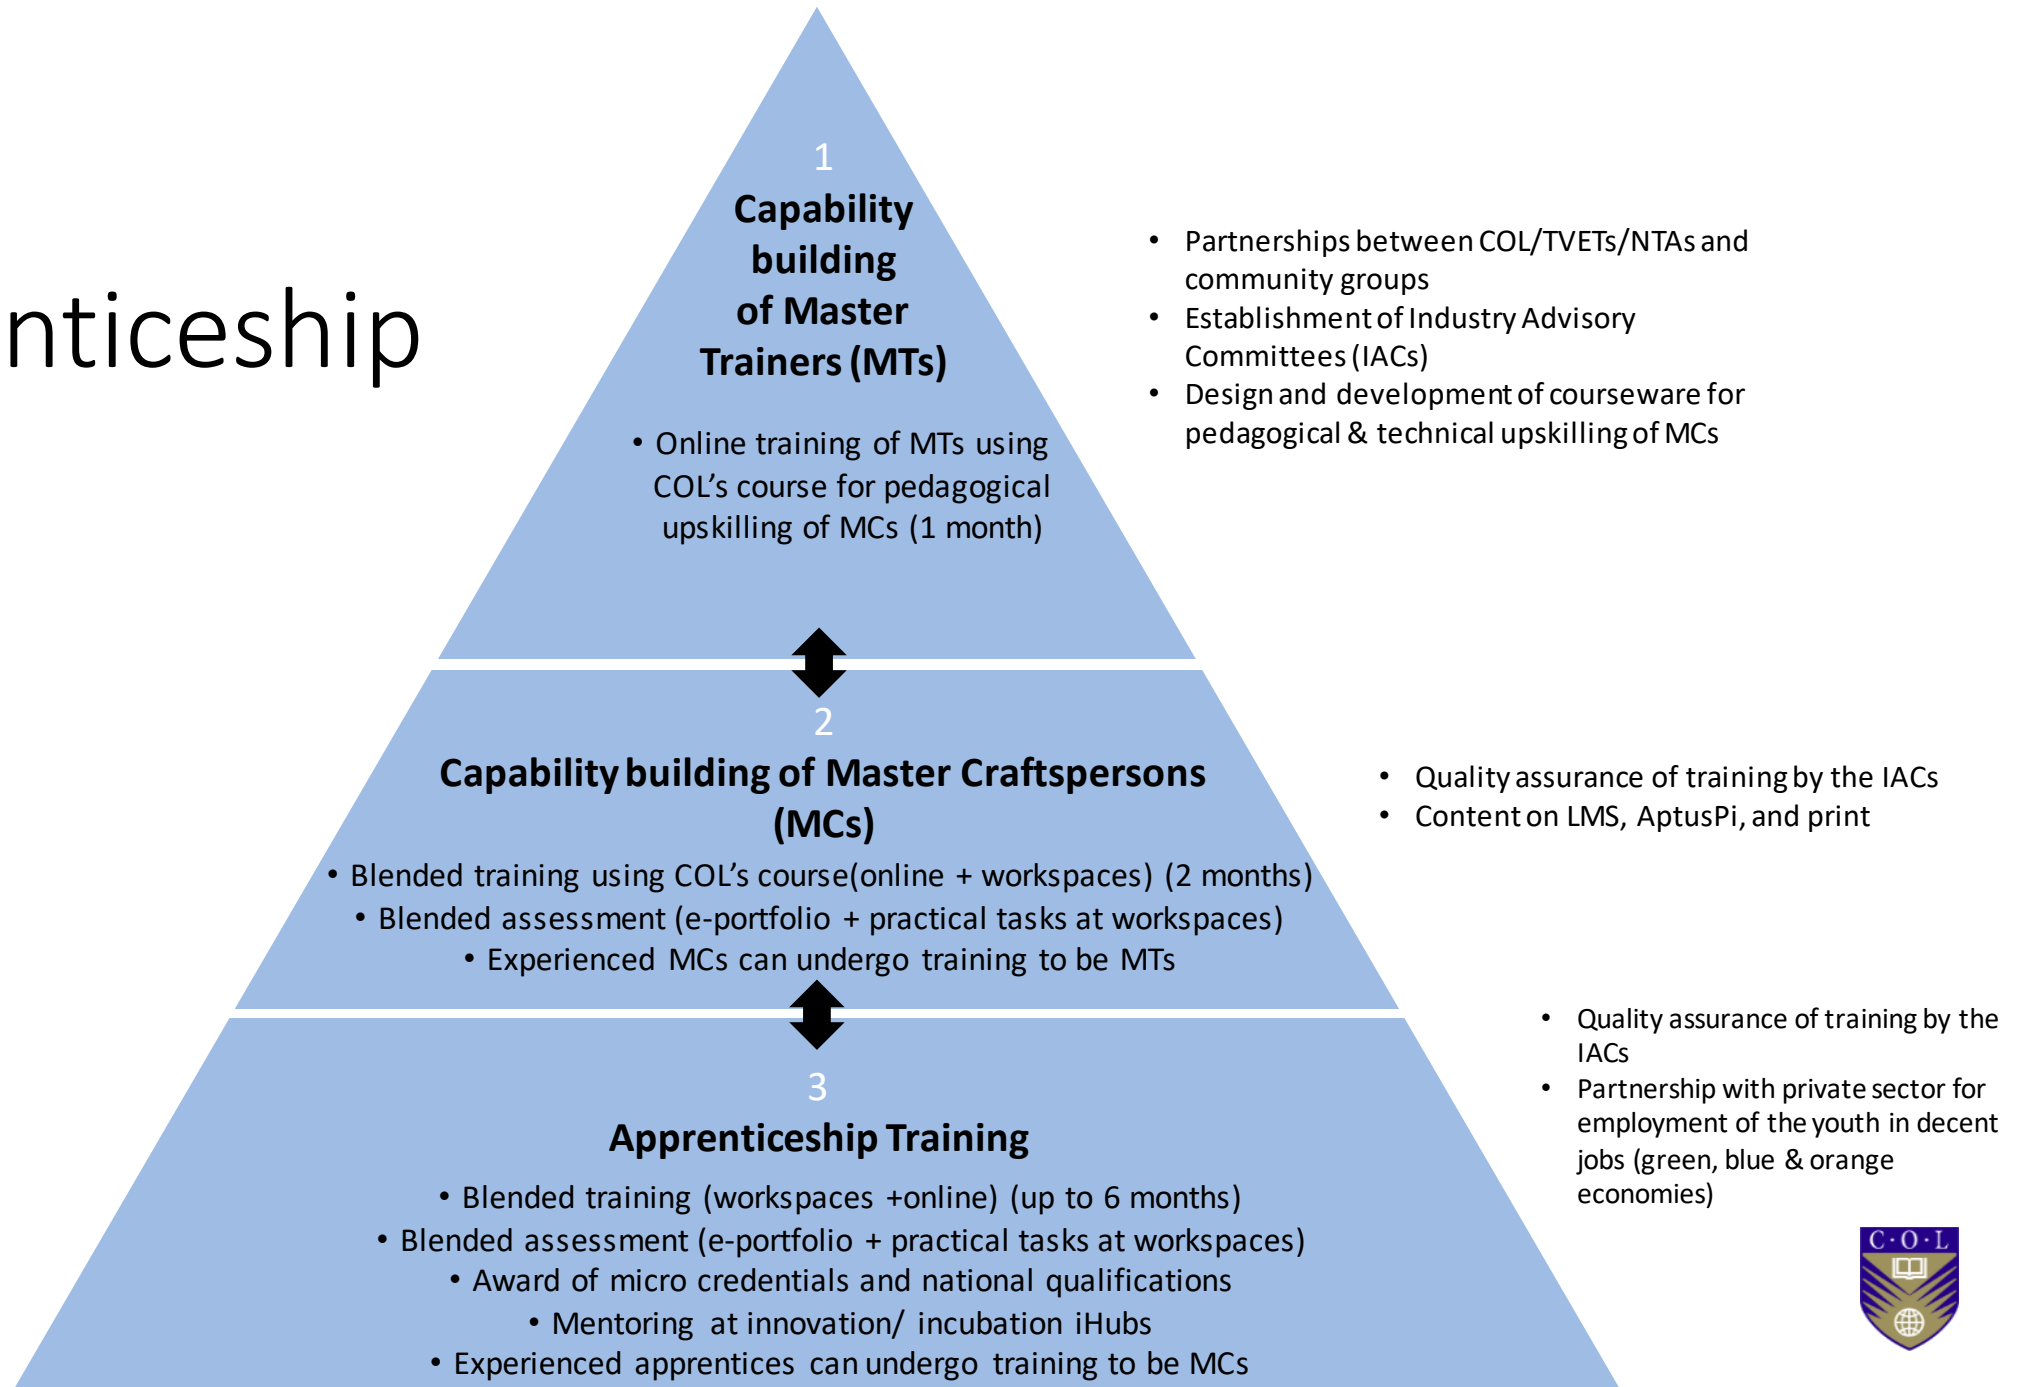 nticeship
1
Capability
building
of Master
Trainers (MTs)
• Online training of MTs using
COL’s course for pedagogical
upskilling of MCs (1 month)
• Partnerships between COL/TVETs/NTAs and
community groups
• Establishment of Industry Advisory
Committees (IACs)
• Design and development of courseware for
pedagogical & technical upskilling of MCs
2
Capability building of Master Craftspersons
(MCs)
• Blended training using COL’s course(online + workspaces) (2 months)
• Blended assessment (e-portfolio + practical tasks at workspaces)
• Experienced MCs can undergo training to be MTs
• Quality assurance of training by the IACs
• Content on LMS, AptusPi, and print
3
Apprenticeship Training
• Blended training (workspaces +online) (up to 6 months)
• Blended assessment (e-portfolio + practical tasks at workspaces)
• Award of micro credentials and national qualifications
• Mentoring at innovation/ incubation iHubs
• Experienced apprentices can undergo training to be MCs
• Quality assurance of training by the
IACs
• Partnership with private sector for
employment of the youth in decent
jobs (green, blue & orange
economies)
C·O·L